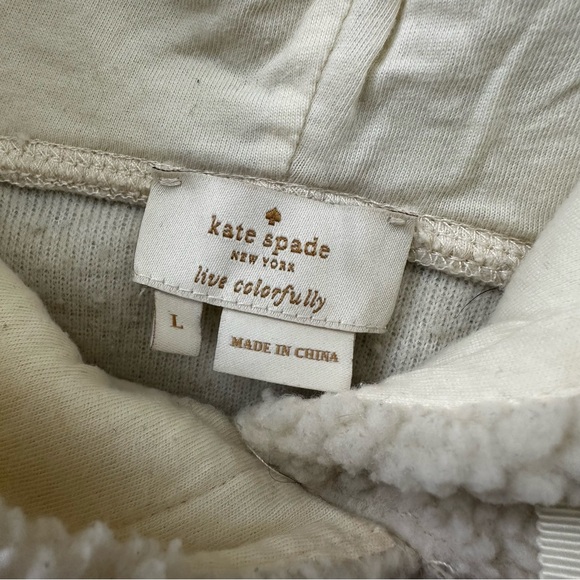 kate spade
NEW YORK
live colorfully
L
MADE IN CHINA